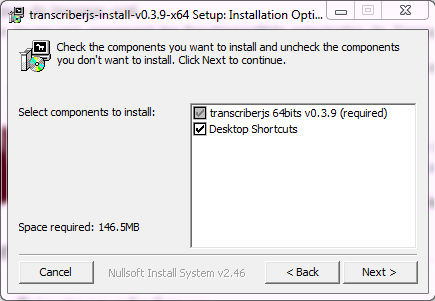 transcriberjs-install-v0.3.9-x64 Setup: Installation Opti...
Check the components you want to install and uncheck the components
you don't want to install. Click Next to continue.
Select components to install:
transcriberjs 64bits v0.3.9 (required)
Desktop Shortcuts
Space required: 146.5MB
Cancel
Nullsoft Install System v2.46
< Back
Next >